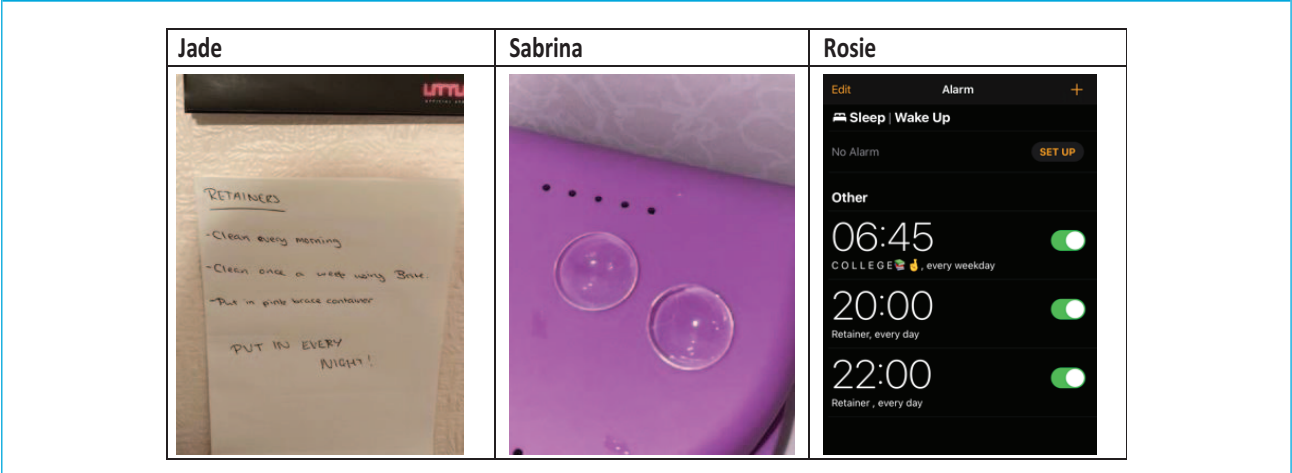 Jade
Sabrina
Rosie
RETAINERS
-Clean every morning
-Clean once a week using Brite.
-Put in pink brace container
PUT IN EVERY
NIGHT!
Edit
Alarm
+
Sleep | Wake Up
No Alarm
SET UP
Other
06:45
COLLEGE📚🤞, every weekday
20:00
Retainer, every day
22:00
Retainer , every day